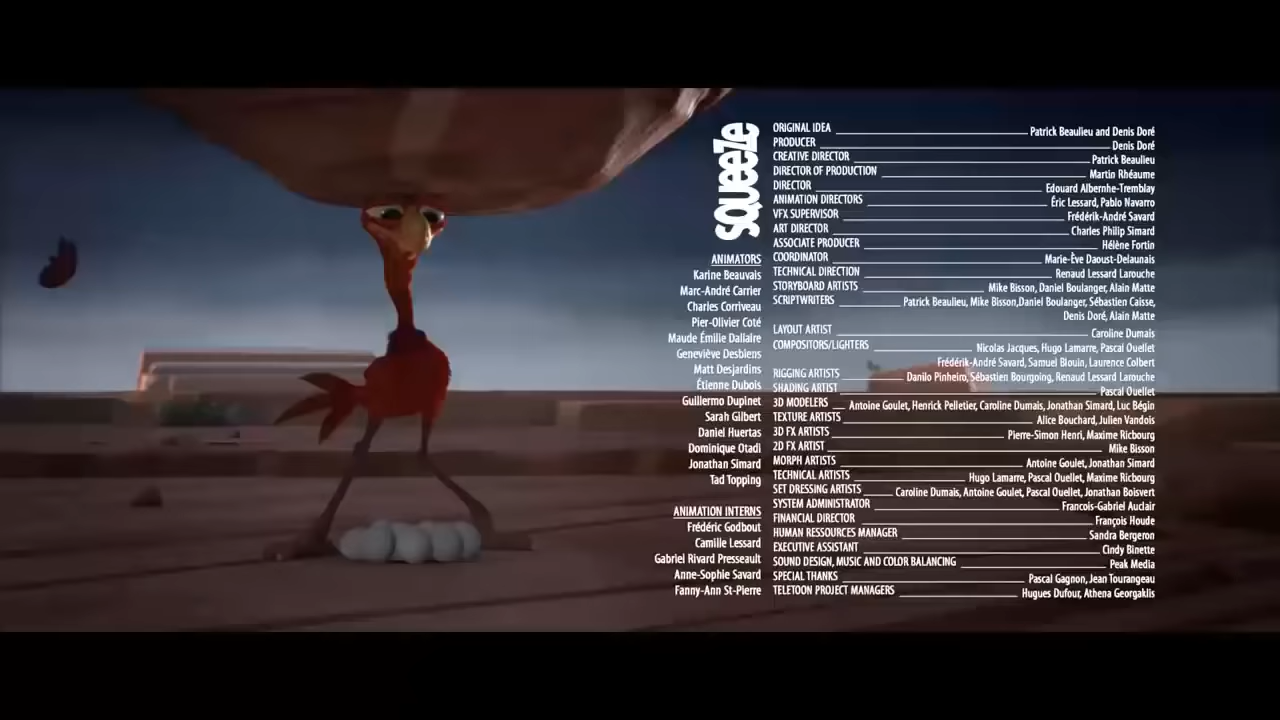 squeeze
ANIMATORS
Karine Beauvais
Marc-André Carrier
Charles Corriveau
Pier-Olivier Coté
Maude Émilie Dallaire
Geneviève Desbiens
Matt Desjardins
Étienne Dubois
Guillermo Dupinet
Sarah Gilbert
Daniel Huertas
Dominique Otadi
Jonathan Simard
Tad Topping
ANIMATION INTERNS
Frédéric Godbout
Camille Lessard
Gabriel Rivard Presseault
Anne-Sophie Savard
Fanny-Ann St-Pierre
ORIGINAL IDEA Patrick Beaulieu and Denis Doré
PRODUCER Denis Doré
CREATIVE DIRECTOR Patrick Beaulieu
DIRECTOR OF PRODUCTION Martin Rhéaume
DIRECTOR Edouard Albernhe-Tremblay
ANIMATION DIRECTORS Éric Lessard, Pablo Navarro
VFX SUPERVISOR Frédérik-André Savard
ART DIRECTOR Charles Philip Simard
ASSOCIATE PRODUCER Hélène Fortin
COORDINATOR Marie-Ève Daoust-Delaunais
TECHNICAL DIRECTION Renaud Lessard Larouche
STORYBOARD ARTISTS Mike Bisson, Daniel Boulanger, Alain Matte
SCRIPTWRITERS Patrick Beaulieu, Mike Bisson,Daniel Boulanger, Sébastien Caisse,
Denis Doré, Alain Matte
LAYOUT ARTIST Caroline Dumais
COMPOSITORS/LIGHTERS Nicolas Jacques, Hugo Lamarre, Pascal Ouellet
Frédérik-André Savard, Samuel Blouin, Laurence Colbert
RIGGING ARTISTS Danilo Pinheiro, Sébastien Bourgoing, Renaud Lessard Larouche
SHADING ARTIST Pascal Ouellet
3D MODELERS Antoine Goulet, Henrick Pelletier, Caroline Dumais, Jonathan Simard, Luc Bégin
TEXTURE ARTISTS Alice Bouchard, Julien Vandois
3D FX ARTISTS Pierre-Simon Henri, Maxime Ricbourg
2D FX ARTIST Mike Bisson
MORPH ARTISTS Antoine Goulet, Jonathan Simard
TECHNICAL ARTISTS Hugo Lamarre, Pascal Ouellet, Maxime Ricbourg
SET DRESSING ARTISTS Caroline Dumais, Antoine Goulet, Pascal Ouellet, Jonathan Boisvert
SYSTEM ADMINISTRATOR Francois-Gabriel Auclair
FINANCIAL DIRECTOR François Houde
HUMAN RESSOURCES MANAGER Sandra Bergeron
EXECUTIVE ASSISTANT Cindy Binette
SOUND DESIGN, MUSIC AND COLOR BALANCING Peak Media
SPECIAL THANKS Pascal Gagnon, Jean Tourangeau
TELETOON PROJECT MANAGERS Hugues Dufour, Athena Georgaklis